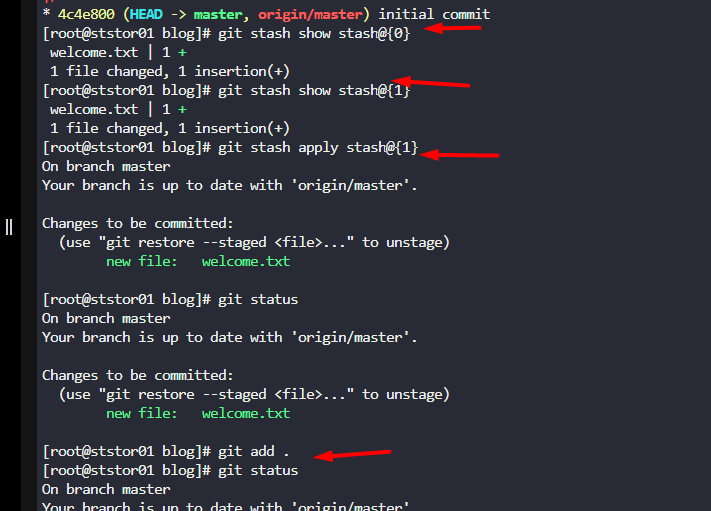 * 4c4e800 (HEAD -> master, origin/master) initial commit
[root@ststor01 blog]# git stash show stash@{0}
 welcome.txt | 1 +
 1 file changed, 1 insertion(+)
[root@ststor01 blog]# git stash show stash@{1}
 welcome.txt | 1 +
 1 file changed, 1 insertion(+)
[root@ststor01 blog]# git stash apply stash@{1}
On branch master
Your branch is up to date with 'origin/master'.

Changes to be committed:
  (use "git restore --staged <file>..." to unstage)
        new file:   welcome.txt

[root@ststor01 blog]# git status
On branch master
Your branch is up to date with 'origin/master'.

Changes to be committed:
  (use "git restore --staged <file>..." to unstage)
        new file:   welcome.txt

[root@ststor01 blog]# git add .
[root@ststor01 blog]# git status
On branch master
Your branch is up to date with 'origin/master'